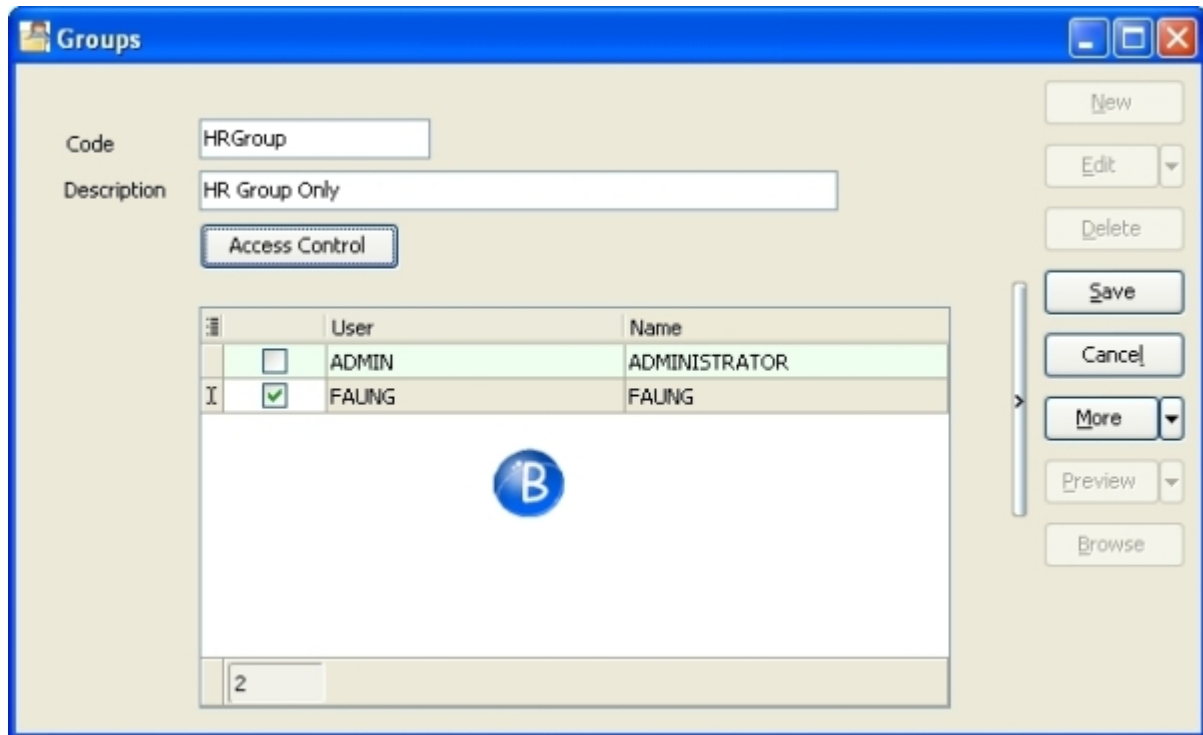 Groups
New
Code HRGroup
Edit
Description HR Group Only
Delete
Access Control
Save
User Name
Cancel
ADMIN ADMINISTRATOR
FAUNG FAUNG
More
B
Preview
Browse
2